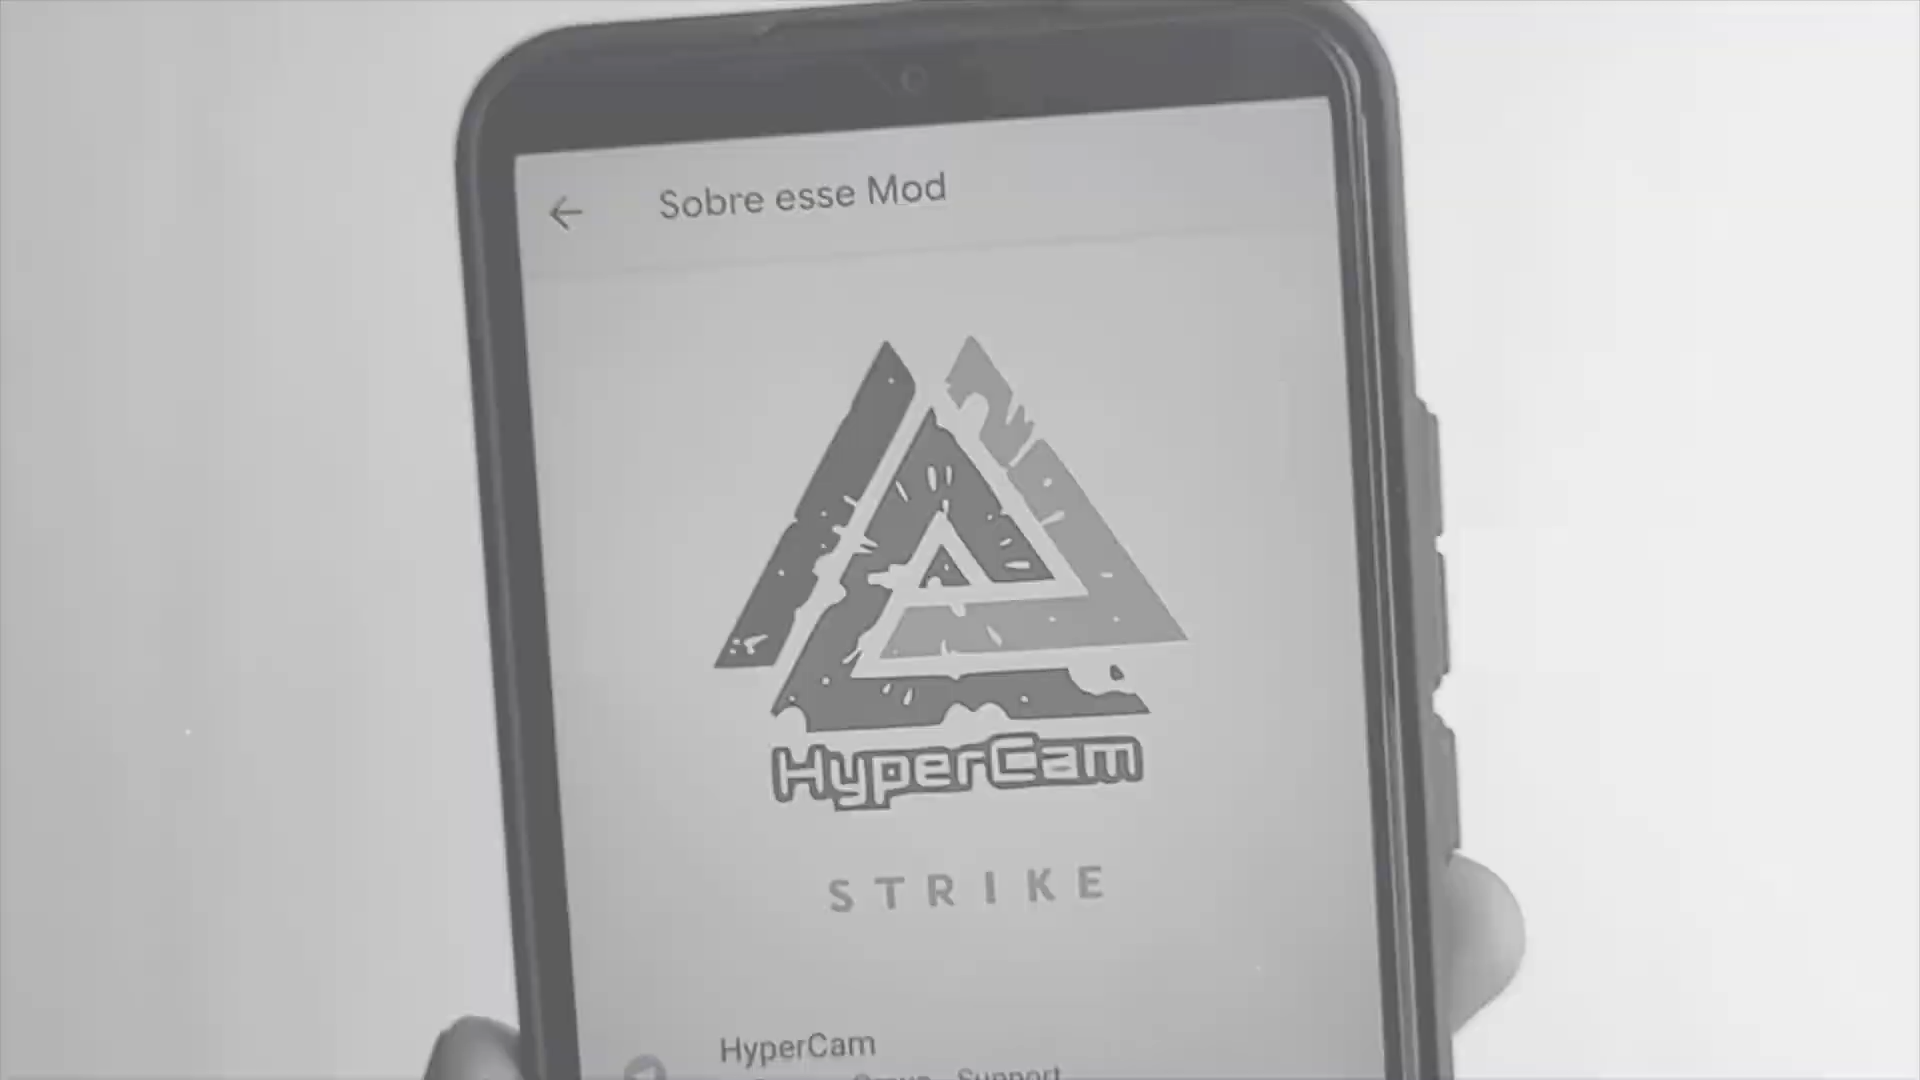 Sobre esse Mod
HyperCam
STRIKE
HyperCam
Support